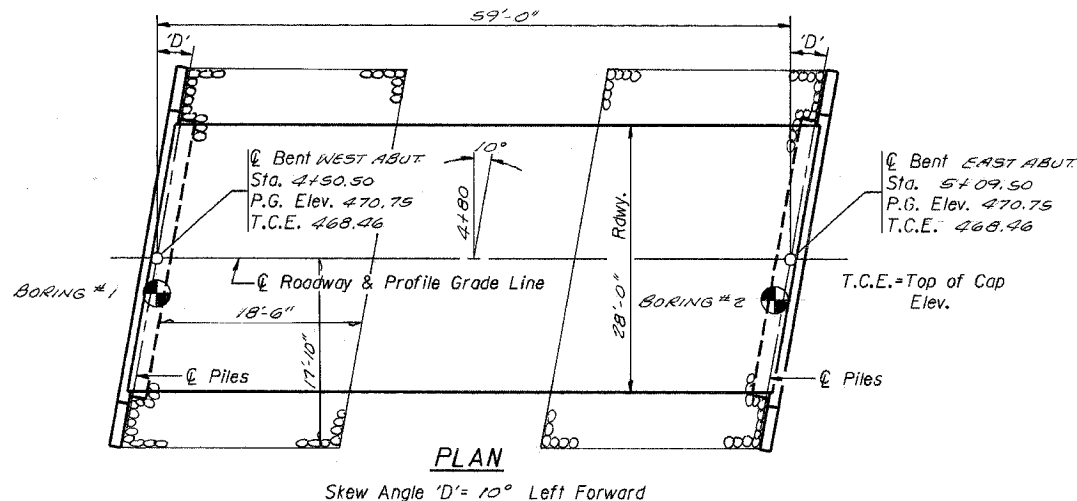 59'-0"
'D'
'D'
10°
4+80
℄ Bent WEST ABUT.
Sta. 4+50.50
P.G. Elev. 470.75
T.C.E. 468.46
℄ Bent EAST ABUT.
Sta. 5+09.50
P.G. Elev. 470.75
T.C.E. 468.46
Rdwy.
28'-0"
℄ Roadway & Profile Grade Line
T.C.E.=Top of Cap
Elev.
BORING #1
BORING #2
18'-6"
17'-10"
℄ Piles
℄ Piles
PLAN
Skew Angle 'D'= 10° Left Forward